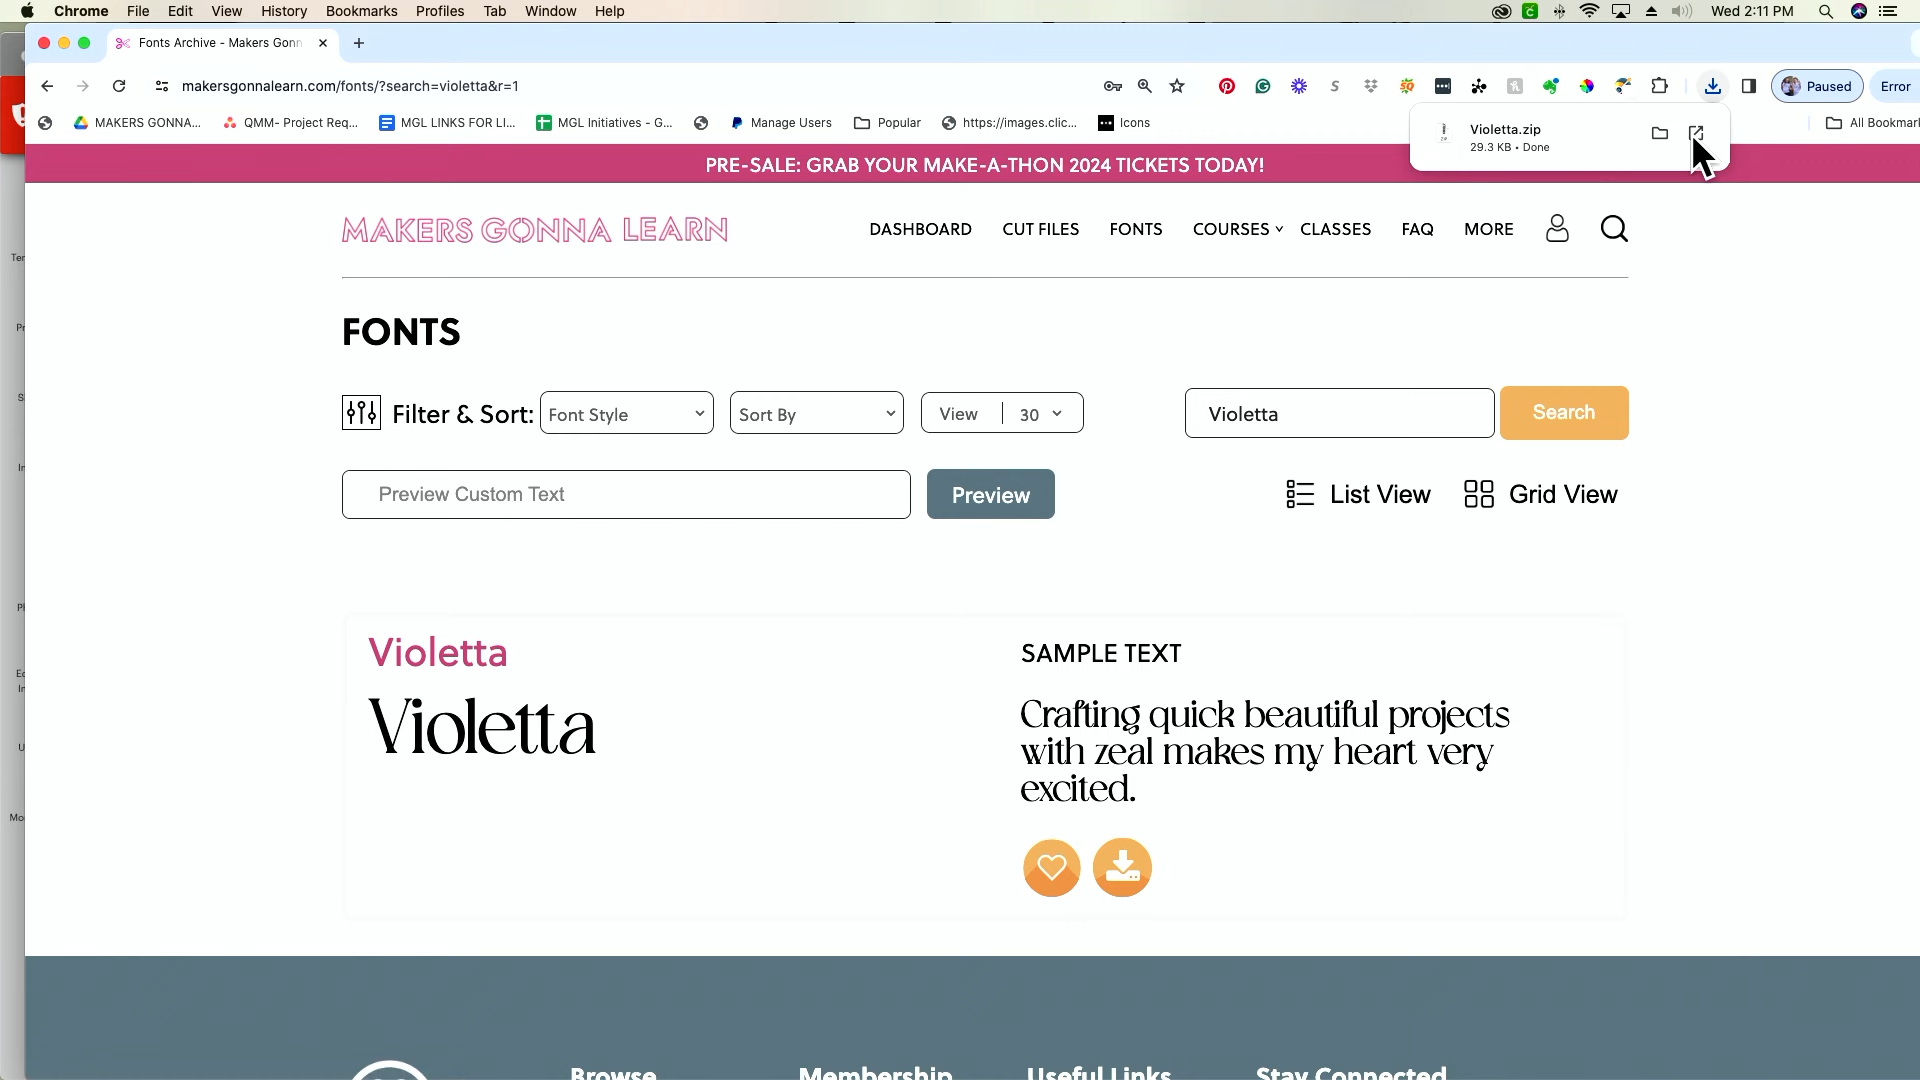 Chrome File Edit View History Bookmarks Profiles Tab Window Help Wed 2:11 PM
Fonts Archive - Makers Gonn
makersgonnalearn.com/fonts/?search=violetta&r=1 Paused Error
MAKERS GONNA... QMM- Project Req... MGL LINKS FOR LI... MGL Initiatives - G... Manage Users Popular https://images.clic... Icons All Bookmar
Violetta.zip
29.3 KB • Done
PRE-SALE: GRAB YOUR MAKE-A-THON 2024 TICKETS TODAY!
MAKERS GONNA LEARN DASHBOARD CUT FILES FONTS COURSES CLASSES FAQ MORE
FONTS
Filter & Sort: Font Style Sort By View 30 Violetta Search
Preview Custom Text Preview List View Grid View
Violetta
Violetta
SAMPLE TEXT
Crafting quick beautiful projects
with zeal makes my heart very
excited.
Browse Membership Useful Links Stay Connected